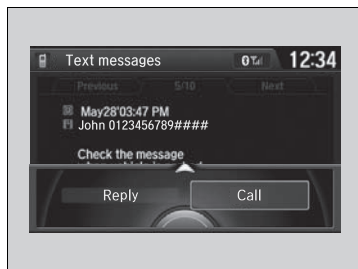 Text messages 12:34
Previous 5/10 Next
May28'03:47 PM
John 0123456789####
Check the message
Reply Call